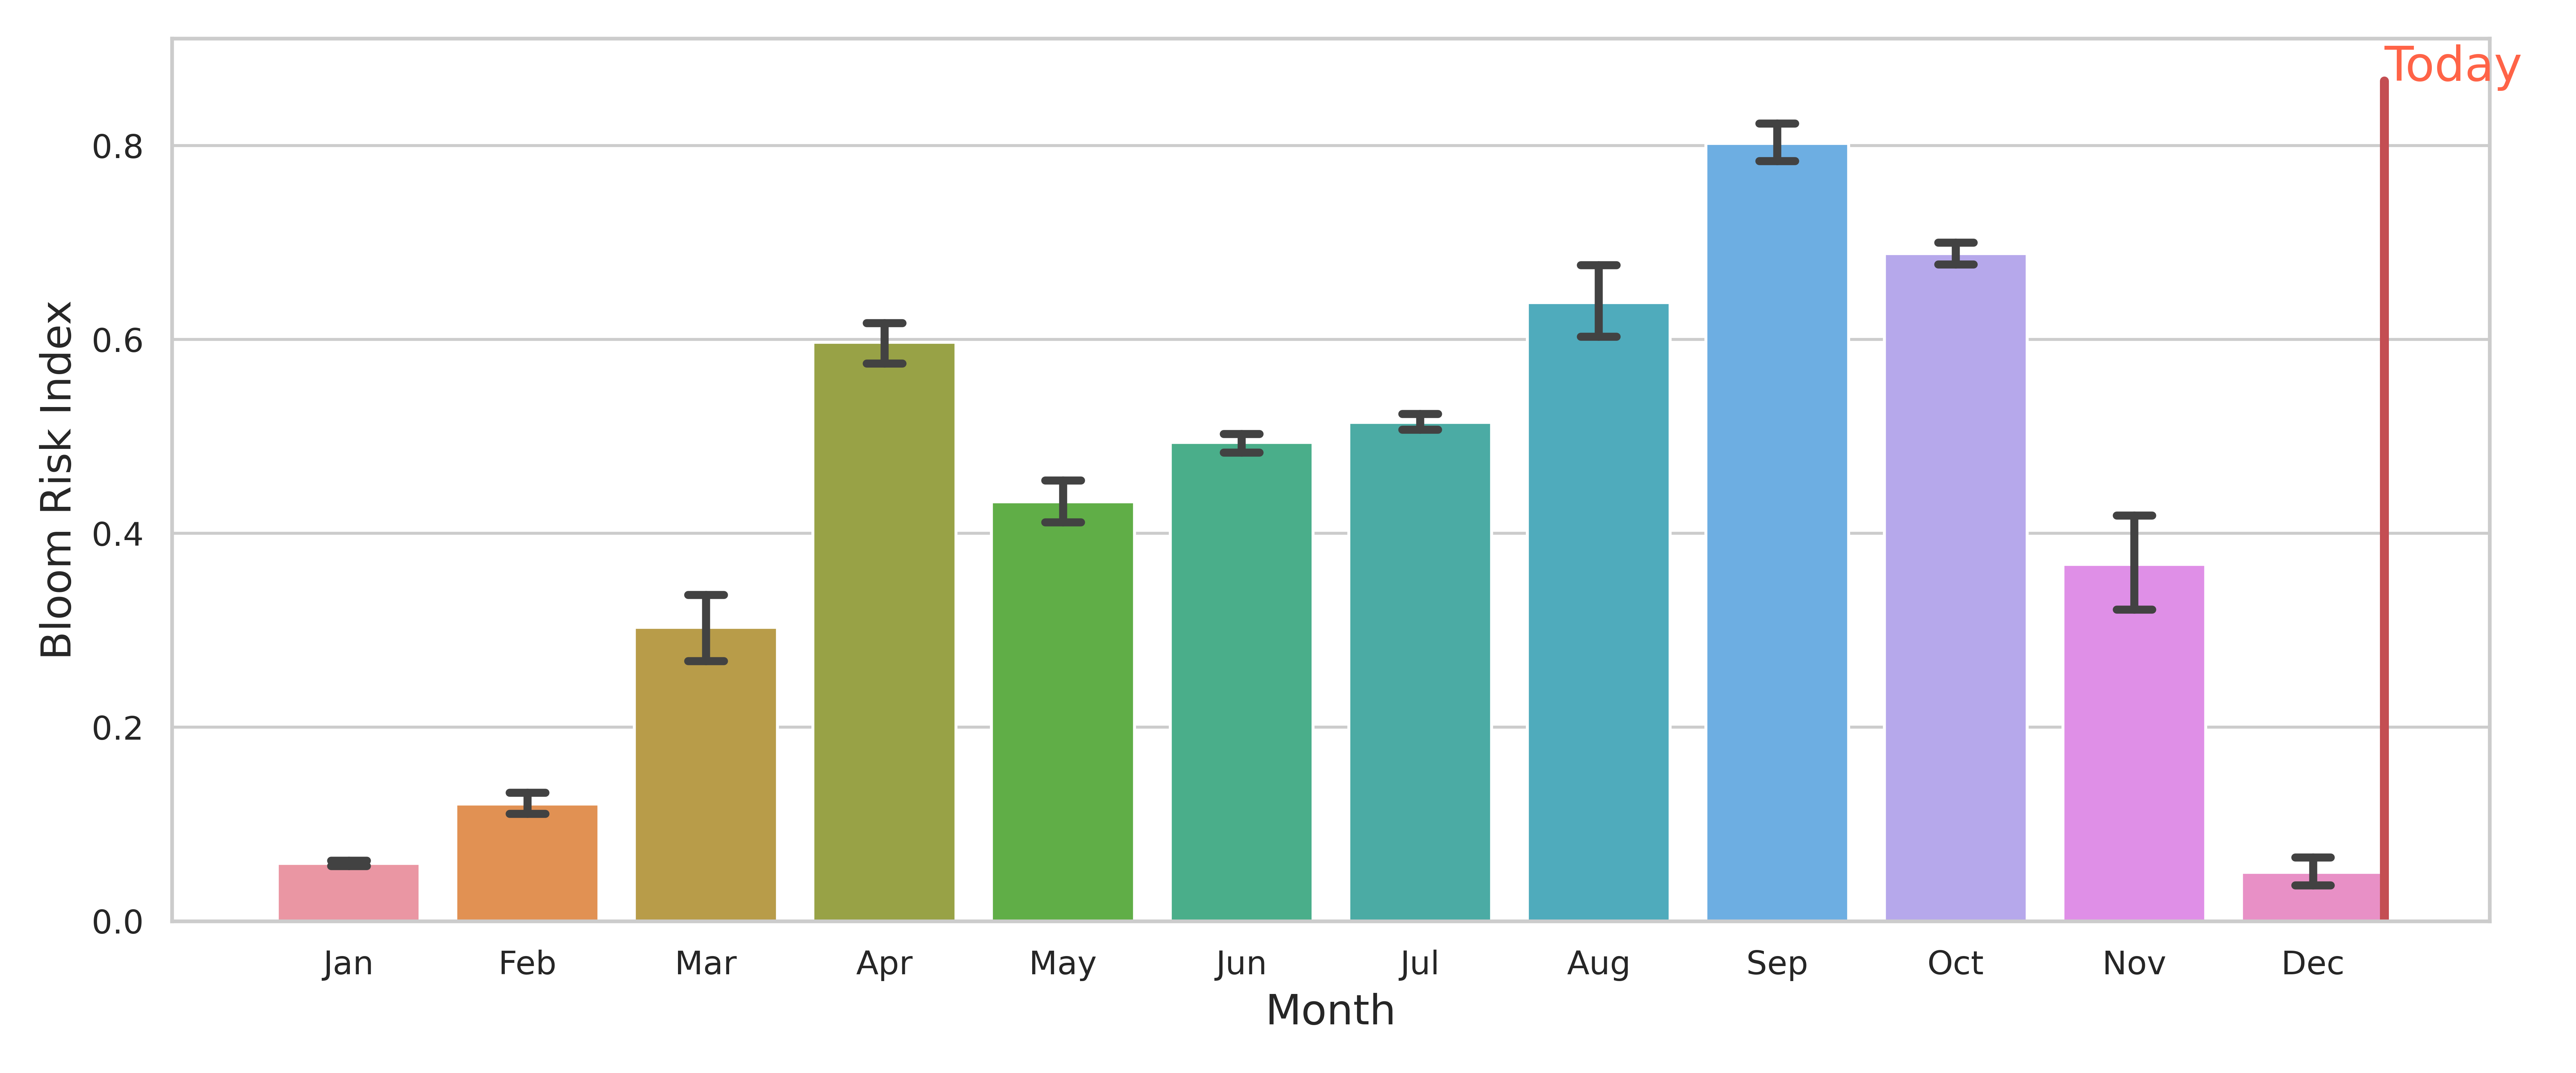 Today
0.8
0.6
0.4
0.2
0.0
Bloom Risk Index
Jan Feb Mar Apr May Jun Jul Aug Sep Oct Nov Dec
Month